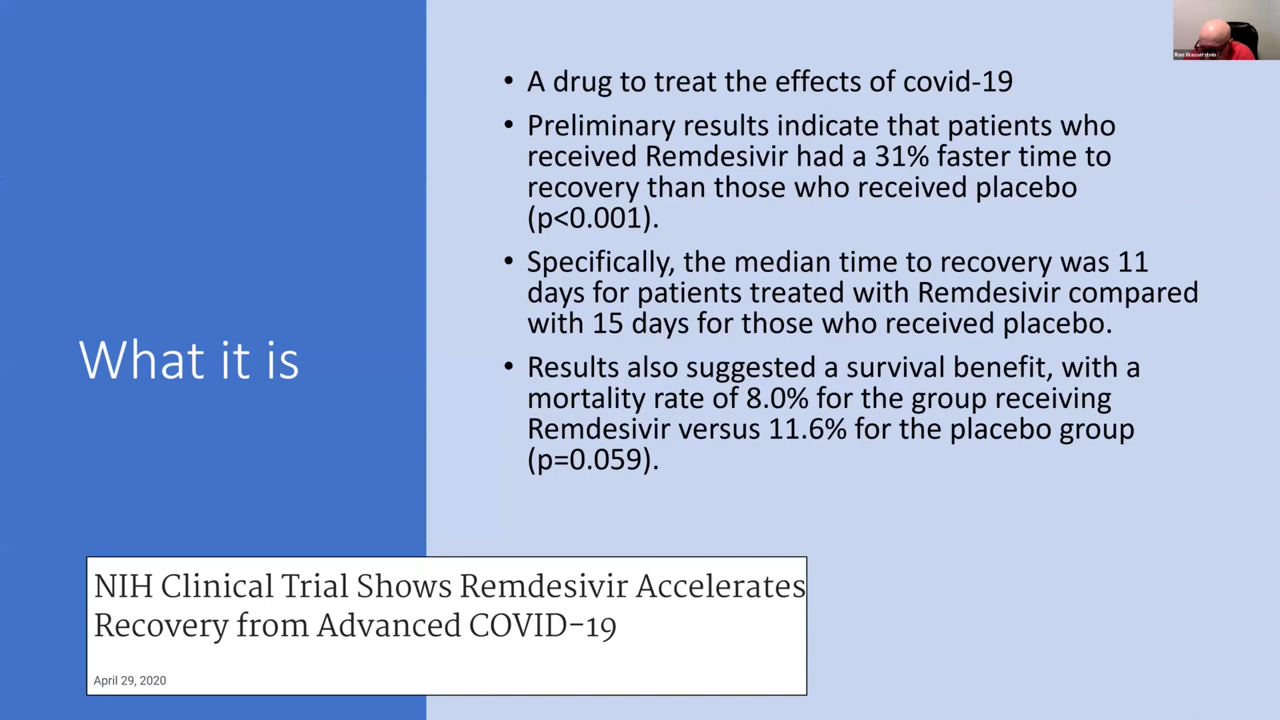 Ron Wasserstein
• A drug to treat the effects of covid-19
• Preliminary results indicate that patients who
received Remdesivir had a 31% faster time to
recovery than those who received placebo
(p<0.001).
• Specifically, the median time to recovery was 11
days for patients treated with Remdesivir compared
with 15 days for those who received placebo.
What it is
• Results also suggested a survival benefit, with a
mortality rate of 8.0% for the group receiving
Remdesivir versus 11.6% for the placebo group
(p=0.059).
NIH Clinical Trial Shows Remdesivir Accelerates
Recovery from Advanced COVID-19
April 29, 2020